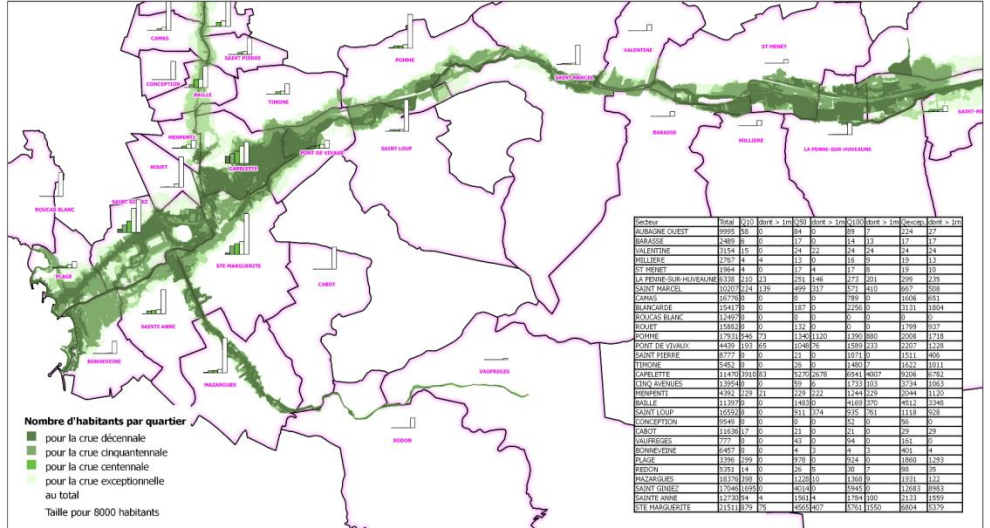 CAMAS
SAINT PIERRE
POMME
VALENTINE
ST MENET
CONCEPTION
BAILLE
TIMONE
SAINT MARCEL
SAINT-M
MENPENTI
PONT DE VIVAUX
SAINT LOUP
BARASSE
MILLIERE
LA PENNE-SUR-HUVEAUNE
ROUET
CAPELETTE
ROUCAS BLANC
SAINT GINIEZ
STE MARGUERITE
PLAGE
CABOT
SAINTE ANNE
BONNEVEINE
MAZARGUES
VAUFREGES
REDON
Nombre d'habitants par quartier
pour la crue décennale
pour la crue cinquantennale
pour la crue centennale
pour la crue exceptionnelle
au total
Taille pour 8000 habitants
Secteur Total Q10 dont > 1m Q50 dont > 1m Q100 dont > 1m Qexcep. dont > 1m
AUBAGNE OUEST 9995 58 0 84 0 89 7 224 27
BARASSE 2489 6 0 17 0 14 13 17 17
VALENTINE 3154 15 0 24 22 24 24 24 24
MILLIERE 2767 4 4 13 0 16 9 19 13
ST MENET 1964 4 0 17 4 17 8 19 10
LA PENNE-SUR-HUVEAUNE 6338 210 23 251 146 273 201 299 235
SAINT MARCEL 10207 224 139 499 317 571 410 667 508
CAMAS 16776 0 0 0 0 789 0 1606 651
BLANCARDE 15417 0 0 187 0 2256 0 3131 1804
ROUCAS BLANC 12497 0 0 0 0 0 0 0 0
ROUET 15882 0 0 132 0 0 0 1799 937
POMME 17931 546 73 1340 1120 1390 880 2008 1718
PONT DE VIVAUX 4439 193 65 1048 76 1589 233 2207 1228
SAINT PIERRE 8777 0 0 21 0 1071 0 1511 406
TIMONE 5452 0 0 26 0 1480 7 1622 1011
CAPELETTE 11470 3910 83 5270 2678 6541 4007 9206 6782
CINQ AVENUES 13954 0 0 59 6 1733 103 3734 1063
MENPENTI 4392 229 21 229 222 1244 229 2044 1120
BAILLE 11397 0 0 1483 0 4169 370 4512 3348
SAINT LOUP 16592 8 0 911 374 935 761 1118 928
CONCEPTION 9549 0 0 0 0 52 0 56 0
CABOT 11636 17 0 21 0 21 0 29 29
VAUFREGES 777 0 0 43 0 94 0 161 0
BONNEVEINE 6457 0 0 4 3 4 3 401 4
PLAGE 3396 299 0 978 0 924 0 1860 1293
REDON 5351 14 0 26 5 30 7 98 35
MAZARGUES 18376 398 0 1228 10 1368 9 1931 122
SAINT GINIEZ 17046 1695 0 4014 0 5945 0 12683 8983
SAINTE ANNE 12730 54 4 1561 4 1784 100 2133 1559
STE MARGUERITE 21511 879 75 4565 407 5761 1550 6804 5379